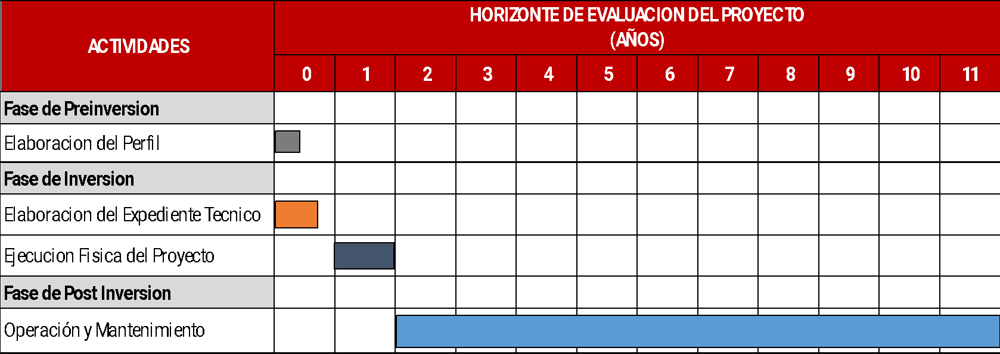 ACTIVIDADES
HORIZONTE DE EVALUACION DEL PROYECTO
(AÑOS)
0 1 2 3 4 5 6 7 8 9 10 11
Fase de Preinversion
Elaboracion del Perfil
Fase de Inversion
Elaboracion del Expediente Tecnico
Ejecucion Fisica del Proyecto
Fase de Post Inversion
Operación y Mantenimiento